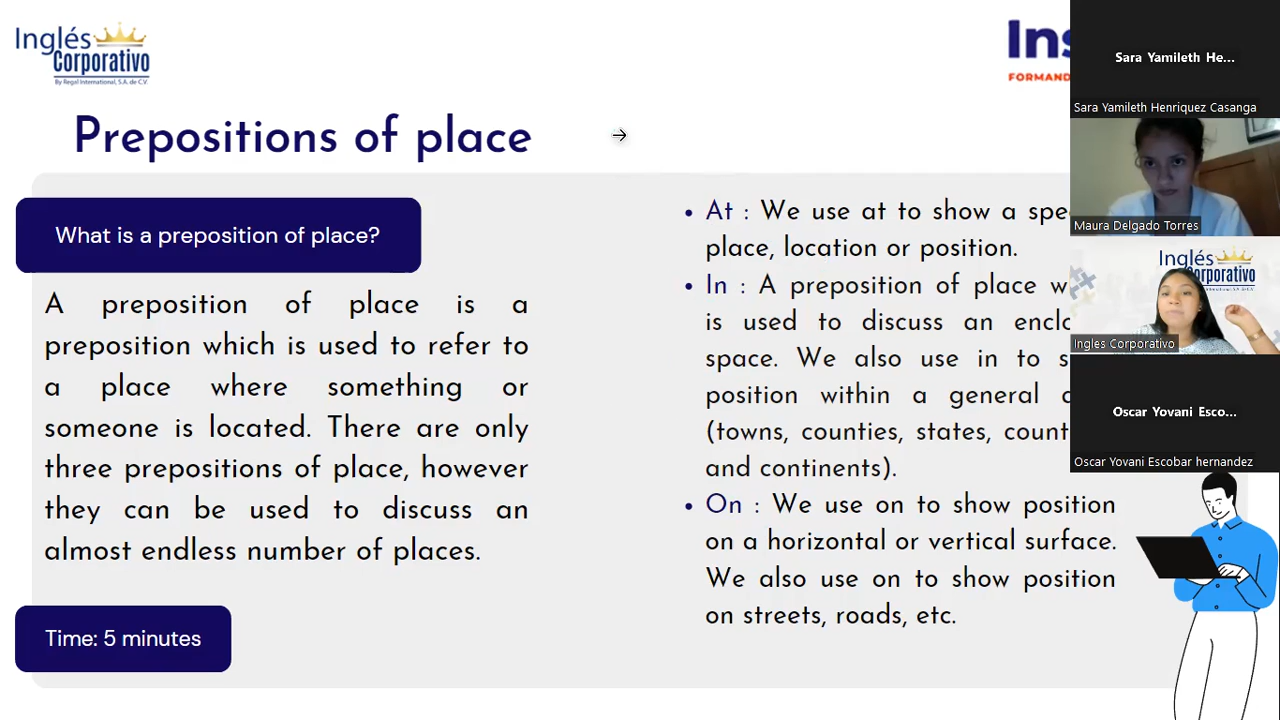 Inglés
Corporativo
By Regal International, S.A. de C.V.
Prepositions of place
What is a preposition of place?
A preposition of place is a
preposition which is used to refer to
a place where something or
someone is located. There are only
three prepositions of place, however
they can be used to discuss an
almost endless number of places.
Time: 5 minutes
FORMAND
At : We use at to show a spe
place, location or position.
In : A preposition of place w
is used to discuss an enclo
space. We also use in to s
position within a general a
(towns, counties, states, count
and continents).
On : We use on to show position
on a horizontal or vertical surface.
We also use on to show position
on streets, roads, etc.
Sara Yamileth He...
Sara Yamileth Henriquez Casanga
Maura Delgado Torres
Inglés
Corporativo
Ingles Corporativo
Oscar Yovani Esco...
Oscar Yovani Escobar hernandez